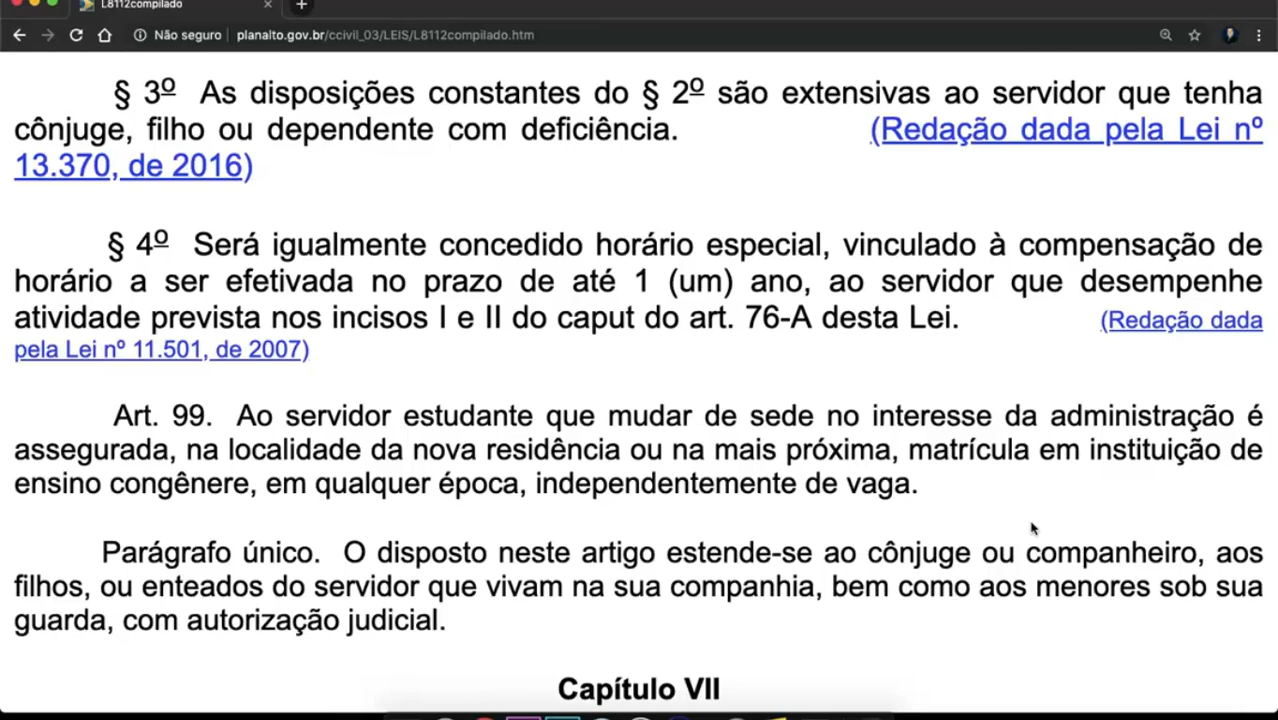 L8112compilado
Não seguro planalto.gov.br/ccivil_03/LEIS/L8112compilado.htm
§ 3º As disposições constantes do § 2º são extensivas ao servidor que tenha
cônjuge, filho ou dependente com deficiência. (Redação dada pela Lei nº
13.370, de 2016)
§ 4º Será igualmente concedido horário especial, vinculado à compensação de
horário a ser efetivada no prazo de até 1 (um) ano, ao servidor que desempenhe
atividade prevista nos incisos I e II do caput do art. 76-A desta Lei. (Redação dada
pela Lei nº 11.501, de 2007)
Art. 99. Ao servidor estudante que mudar de sede no interesse da administração é
assegurada, na localidade da nova residência ou na mais próxima, matrícula em instituição de
ensino congênere, em qualquer época, independentemente de vaga.
Parágrafo único. O disposto neste artigo estende-se ao cônjuge ou companheiro, aos
filhos, ou enteados do servidor que vivam na sua companhia, bem como aos menores sob sua
guarda, com autorização judicial.
Capítulo VII